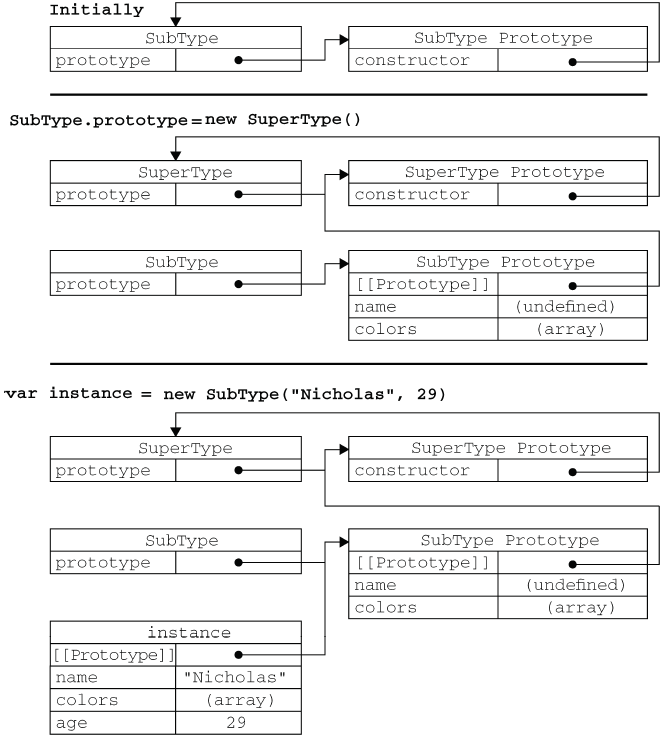 Initially
SubType
SubType Prototype
prototype
constructor
SubType.prototype=new SuperType()
SuperType
SuperType Prototype
prototype
constructor
SubType
SubType Prototype
prototype
[[Prototype]]
name (undefined)
colors (array)
var instance = new SubType("Nicholas", 29)
SuperType
SuperType Prototype
prototype
constructor
SubType
SubType Prototype
prototype
[[Prototype]]
name (undefined)
colors (array)
instance
[[Prototype]]
name "Nicholas"
colors (array)
age 29